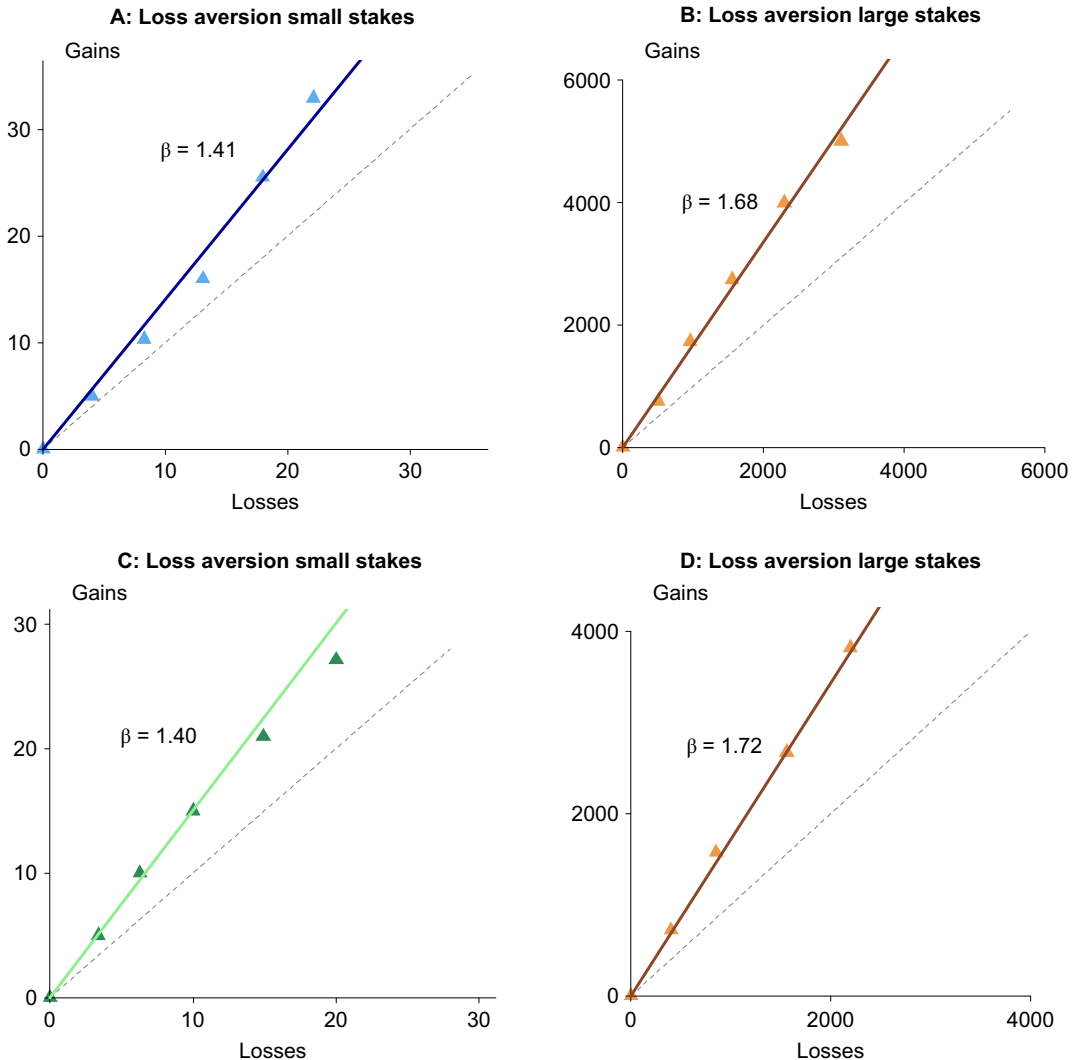 A: Loss aversion small stakes
Gains
30
20
10
0
β = 1.41
0 10 20 30
Losses
B: Loss aversion large stakes
Gains
6000
4000
2000
0
β = 1.68
0 2000 4000 6000
Losses
C: Loss aversion small stakes
Gains
30
20
10
0
β = 1.40
0 10 20 30
Losses
D: Loss aversion large stakes
Gains
4000
2000
0
β = 1.72
0 2000 4000
Losses